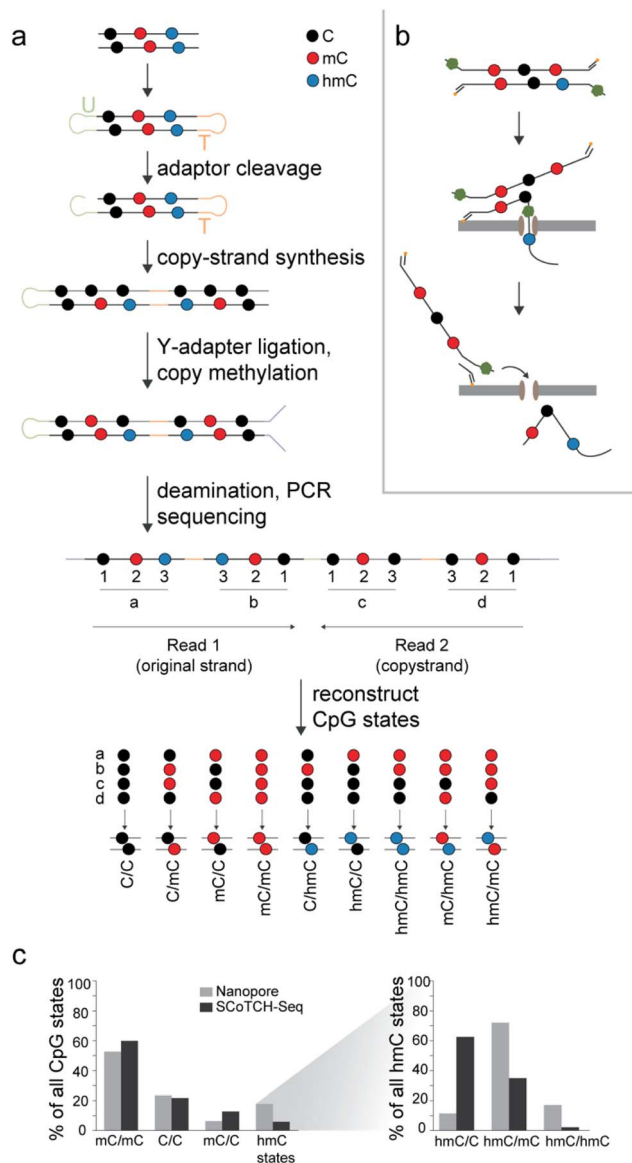 a
C
mC
hmC
U
T
adaptor cleavage
T
copy-strand synthesis
Y-adapter ligation,
copy methylation
deamination, PCR
sequencing
b
1 2 3 3 2 1 1 2 3 3 2 1
a b c d
Read 1 Read 2
(original strand) (copystrand)
reconstruct
CpG states
a
b
c
d
C/C C/mC mC/C mC/mC C/hmC hmC/C hmC/hmC mC/hmC hmC/mC
c
% of all CpG states
100
80
60
40
20
0
Nanopore
SCoTCH-Seq
mC/mC C/C mC/C hmC
states
% of all hmC states
100
80
60
40
20
0
hmC/C hmC/mC hmC/hmC